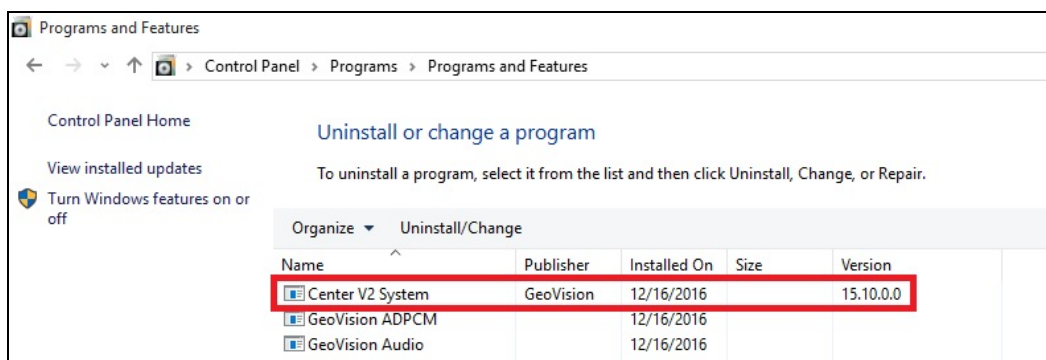 Programs and Features
Control Panel > Programs > Programs and Features
Control Panel Home
View installed updates
Turn Windows features on or
off
Uninstall or change a program
To uninstall a program, select it from the list and then click Uninstall, Change, or Repair.
Organize Uninstall/Change
Name Publisher Installed On Size Version
Center V2 System GeoVision 12/16/2016 15.10.0.0
GeoVision ADPCM 12/16/2016
GeoVision Audio 12/16/2016